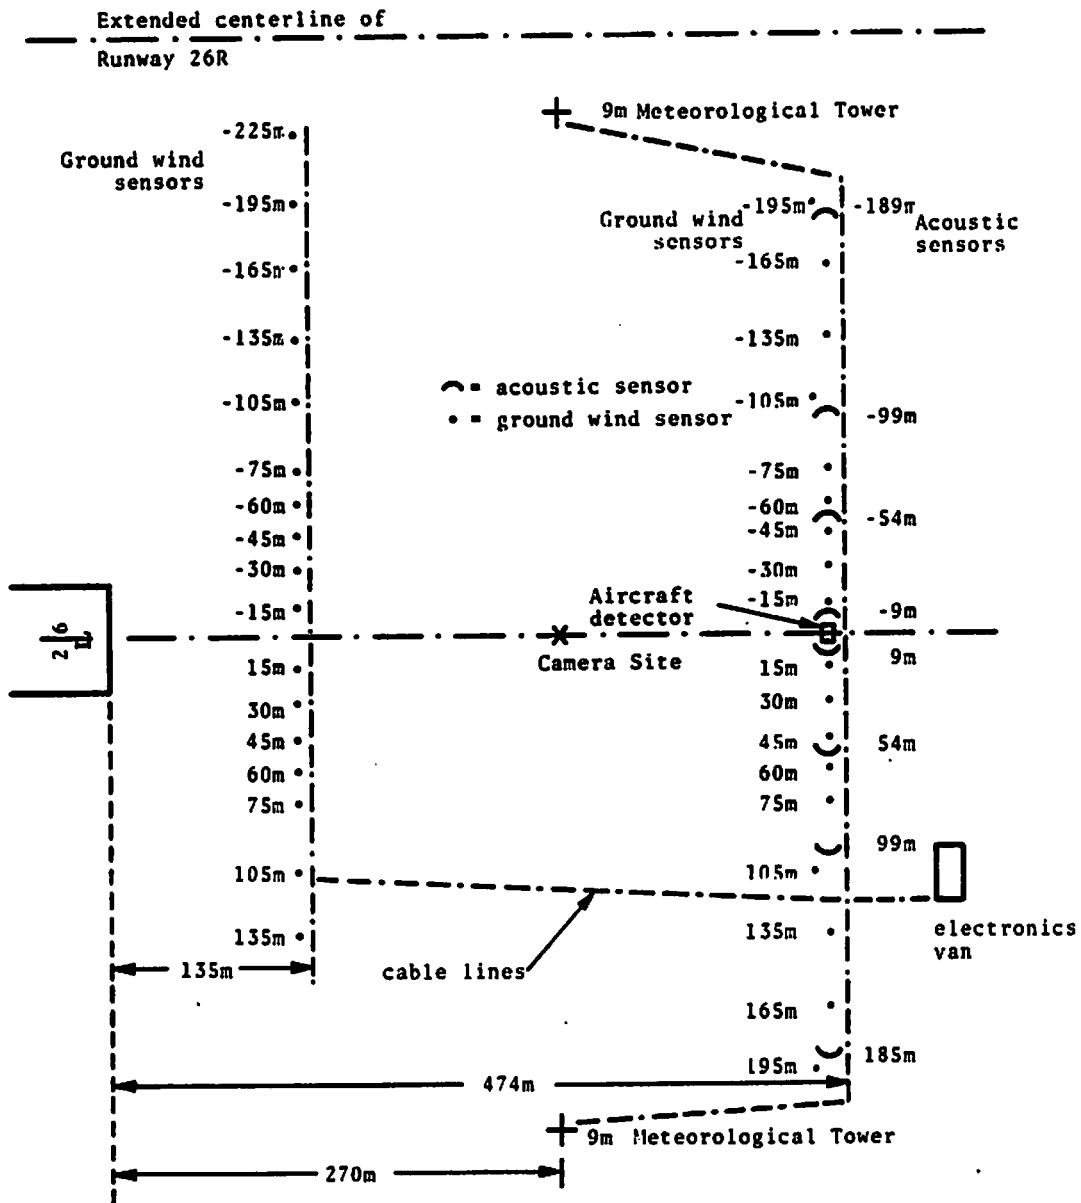 Extended centerline of
Runway 26R
9m Meteorological Tower
-225m
Ground wind
sensors
-195m
-165m
-135m
-105m
-75m
-60m
-45m
-30m
-15m
15m
30m
45m
60m
75m
105m
135m
Ground wind
sensors
-195m
-165m
-135m
-105m
-75m
-60m
-45m
-30m
-15m
15m
30m
45m
60m
75m
105m
135m
165m
195m
-189m
Acoustic
sensors
-99m
-54m
-9m
9m
54m
99m
185m
= acoustic sensor
= ground wind sensor
Aircraft
detector
26
L
Camera Site
cable lines
electronics
van
135m
474m
9m Meteorological Tower
270m